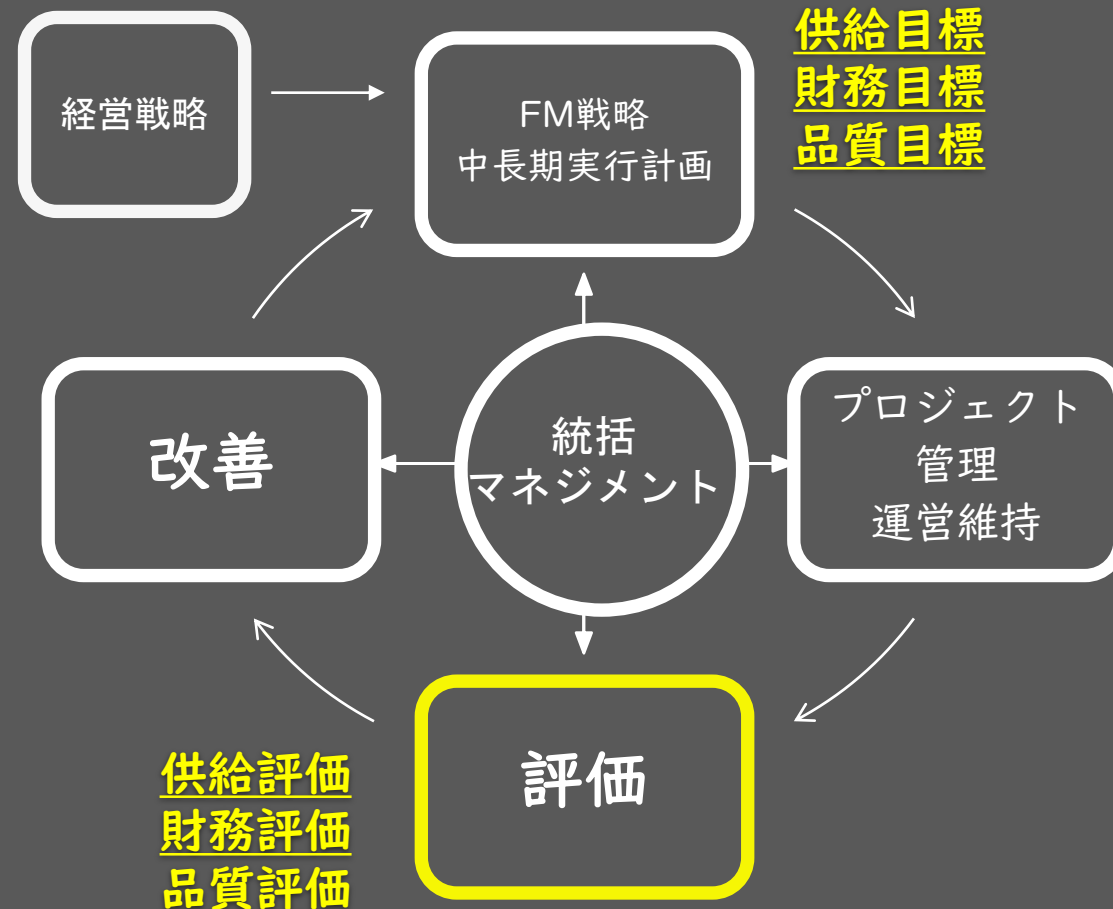 経営戦略
FM戦略
中長期実行計画
供給目標
財務目標
品質目標
改善
統括
マネジメント
プロジェクト
管理
運営維持
評価
供給評価
財務評価
品質評価